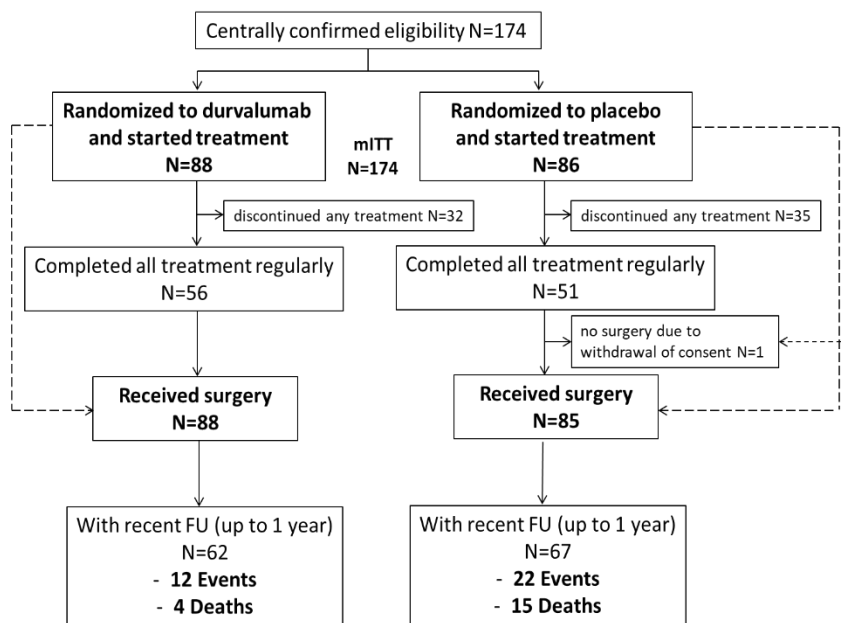 Centrally confirmed eligibility N=174
Randomized to durvalumab
and started treatment
N=88
mITT
N=174
Randomized to placebo
and started treatment
N=86
discontinued any treatment N=32
discontinued any treatment N=35
Completed all treatment regularly
N=56
Completed all treatment regularly
N=51
no surgery due to
withdrawal of consent N=1
Received surgery
N=88
Received surgery
N=85
With recent FU (up to 1 year)
N=62
- 12 Events
- 4 Deaths
With recent FU (up to 1 year)
N=67
- 22 Events
- 15 Deaths